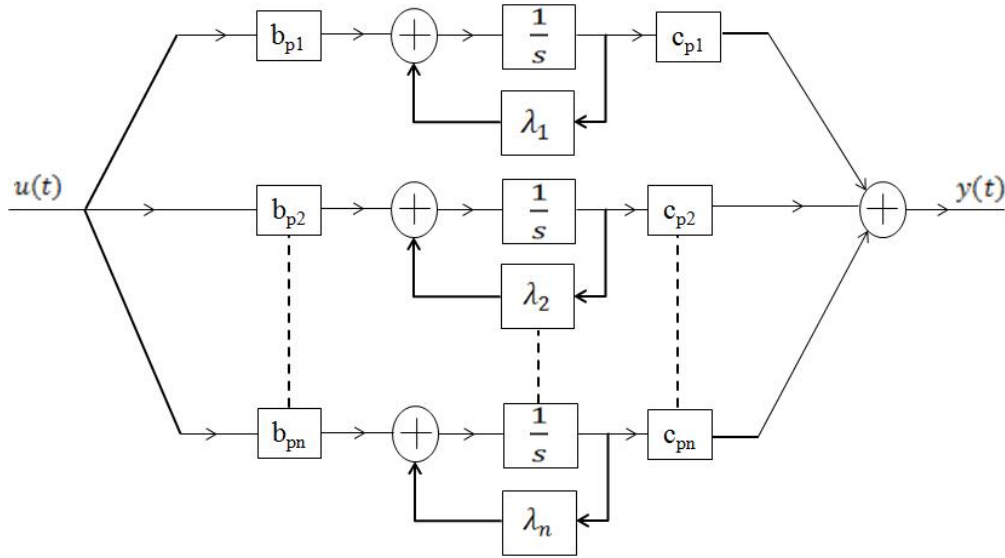 b_p1 + 1/s c_p1
λ_1
u(t) b_p2 + 1/s c_p2 + y(t)
λ_2
b_pn + 1/s c_pn
λ_n